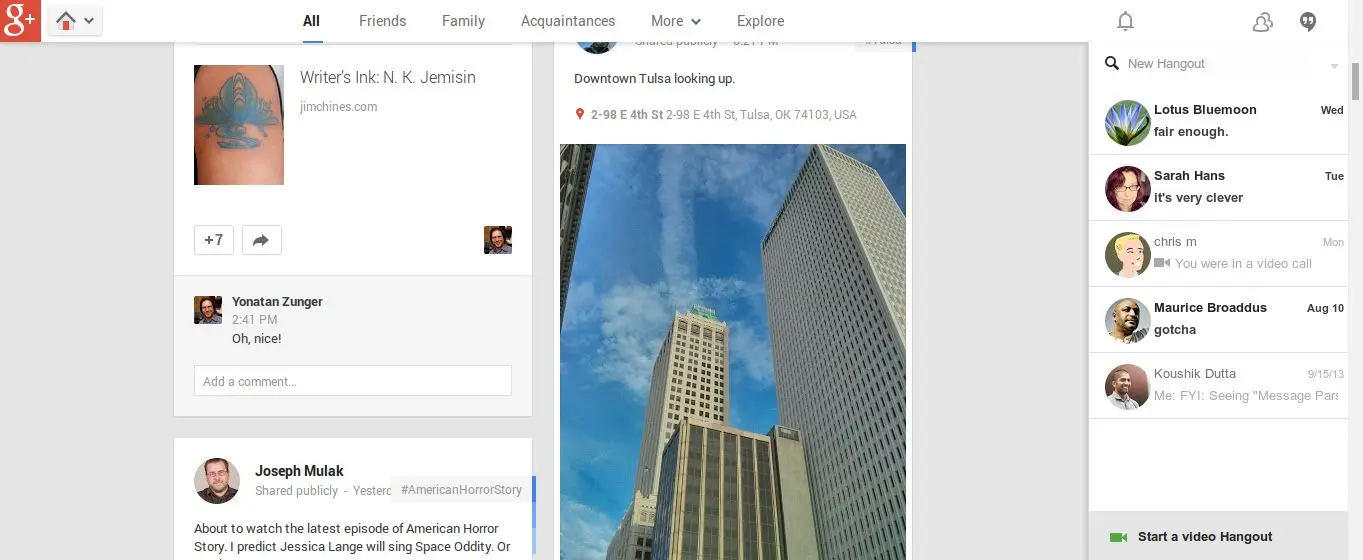 g+
All
Friends
Family
Acquaintances
More
Explore
Writer's Ink: N. K. Jemisin
jimchines.com
+7
Yonatan Zunger
2:41 PM
Oh, nice!
Add a comment...
Joseph Mulak
Shared publicly - Yesterd
#AmericanHorrorStory
About to watch the latest episode of American Horror
Story. I predict Jessica Lange will sing Space Oddity. Or
Shared publicly
Downtown Tulsa looking up.
2-98 E 4th St 2-98 E 4th St, Tulsa, OK 74103, USA
New Hangout
Lotus Bluemoon
Wed
fair enough.
Sarah Hans
Tue
it's very clever
chris m
Mon
You were in a video call
Maurice Broaddus
Aug 10
gotcha
Koushik Dutta
9/15/13
Me: FYI: Seeing "Message Pars
Start a video Hangout